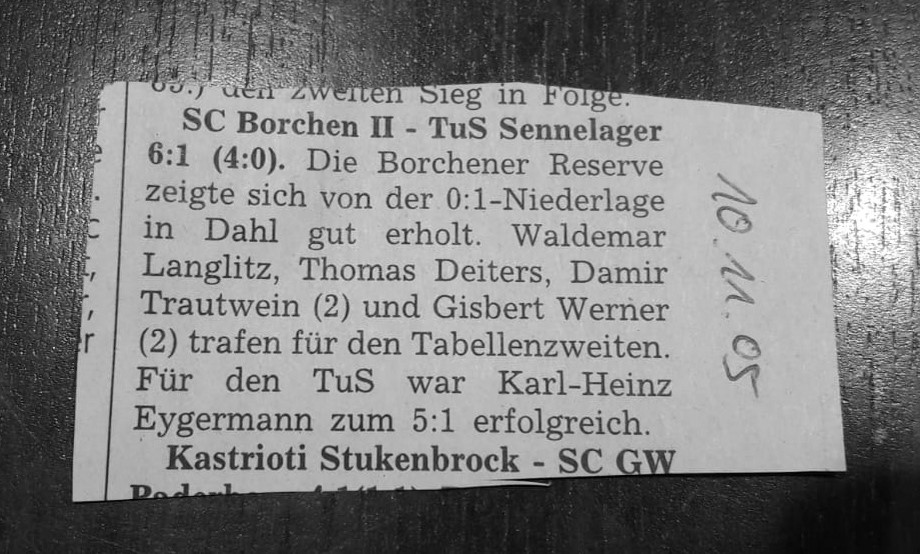 den zweiten Sieg in Folge.
SC Borchen II - TuS Sennelager
6:1 (4:0). Die Borchener Reserve
zeigte sich von der 0:1-Niederlage
in Dahl gut erholt. Waldemar
Langlitz, Thomas Deiters, Damir
Trautwein (2) und Gisbert Werner
(2) trafen für den Tabellenzweiten.
Für den TuS war Karl-Heinz
Eygermann zum 5:1 erfolgreich.
Kastrioti Stukenbrock - SC GW
10.11.05